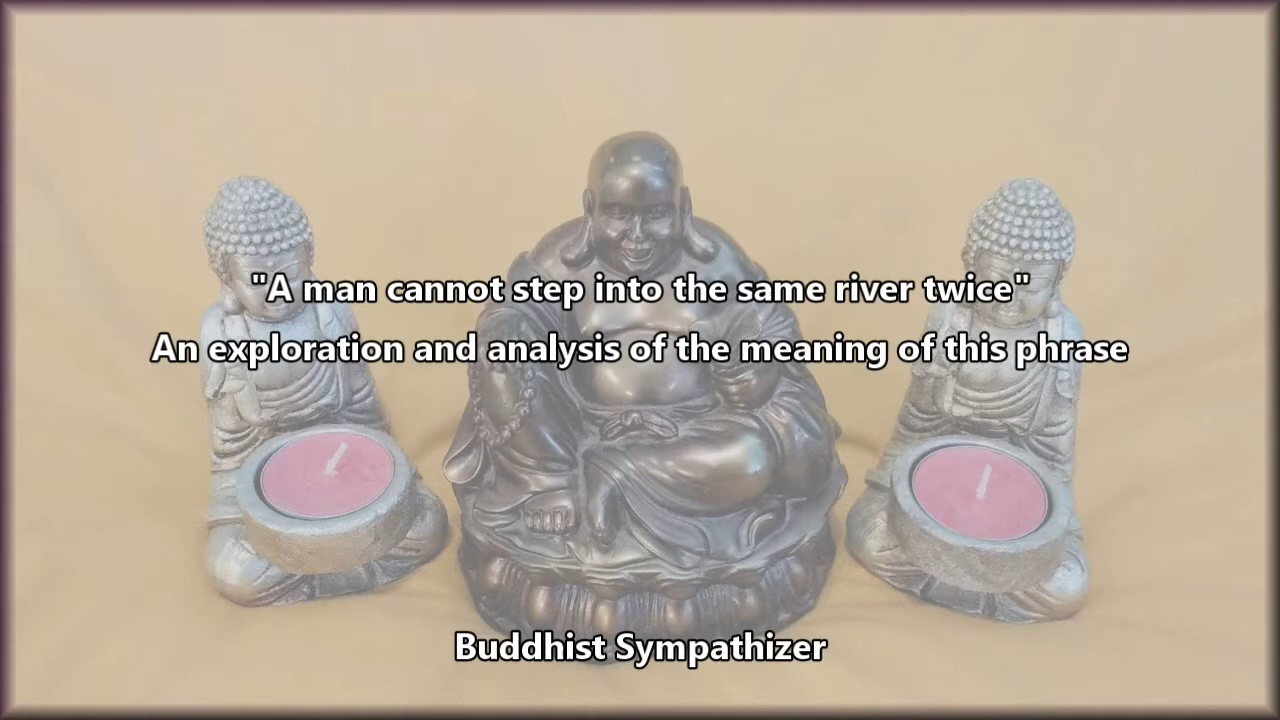 "A man cannot step into the same river twice"
An exploration and analysis of the meaning of this phrase
Buddhist Sympathizer